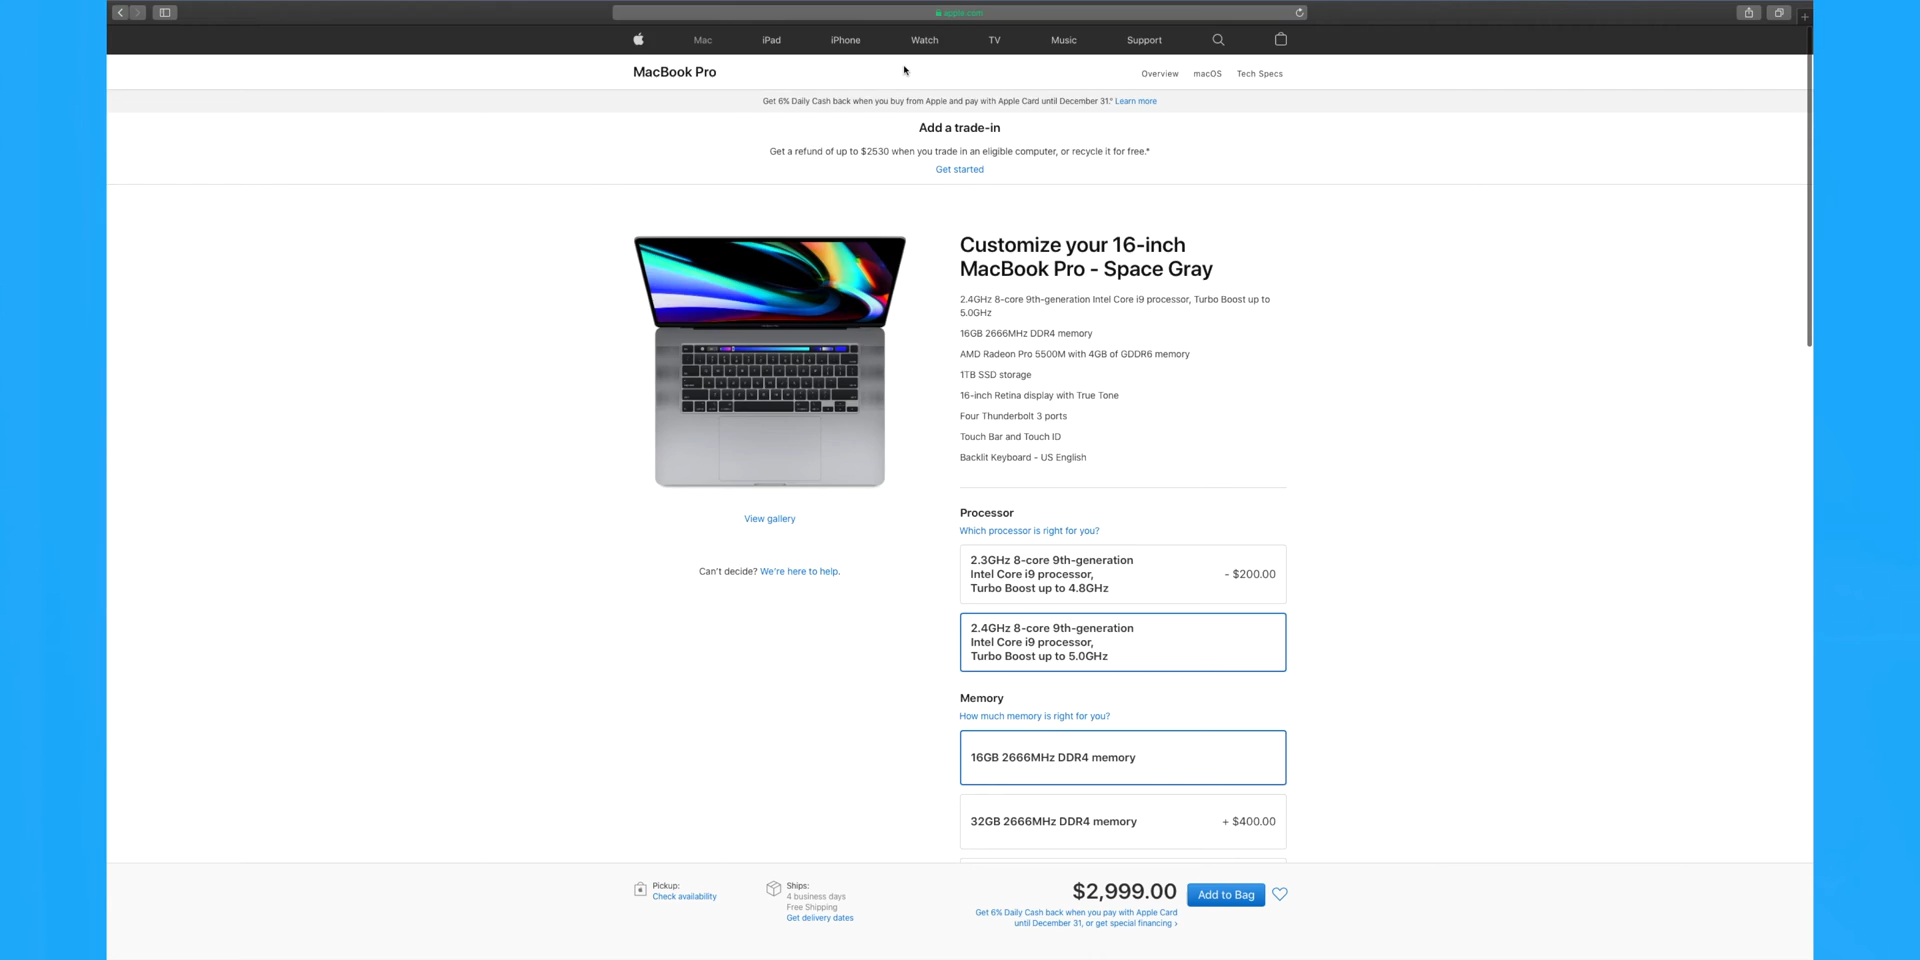 apple.com
Mac
iPad
iPhone
Watch
TV
Music
Support
MacBook Pro
Overview
macOS
Tech Specs
Get 6% Daily Cash back when you buy from Apple and pay with Apple Card until December 31.° Learn more
Add a trade-in
Get a refund of up to $2530 when you trade in an eligible computer, or recycle it for free.*
Get started
Customize your 16-inch
MacBook Pro - Space Gray
2.4GHz 8-core 9th-generation Intel Core i9 processor, Turbo Boost up to
5.0GHz
16GB 2666MHz DDR4 memory
AMD Radeon Pro 5500M with 4GB of GDDR6 memory
1TB SSD storage
16-inch Retina display with True Tone
Four Thunderbolt 3 ports
Touch Bar and Touch ID
Backlit Keyboard - US English
View gallery
Can't decide? We're here to help.
Processor
Which processor is right for you?
2.3GHz 8-core 9th-generation
Intel Core i9 processor,
Turbo Boost up to 4.8GHz
- $200.00
2.4GHz 8-core 9th-generation
Intel Core i9 processor,
Turbo Boost up to 5.0GHz
Memory
How much memory is right for you?
16GB 2666MHz DDR4 memory
32GB 2666MHz DDR4 memory
+ $400.00
Pickup:
Check availability
Ships:
4 business days
Free Shipping
Get delivery dates
$2,999.00
Add to Bag
Get 6% Daily Cash back when you pay with Apple Card
until December 31, or get special financing ›